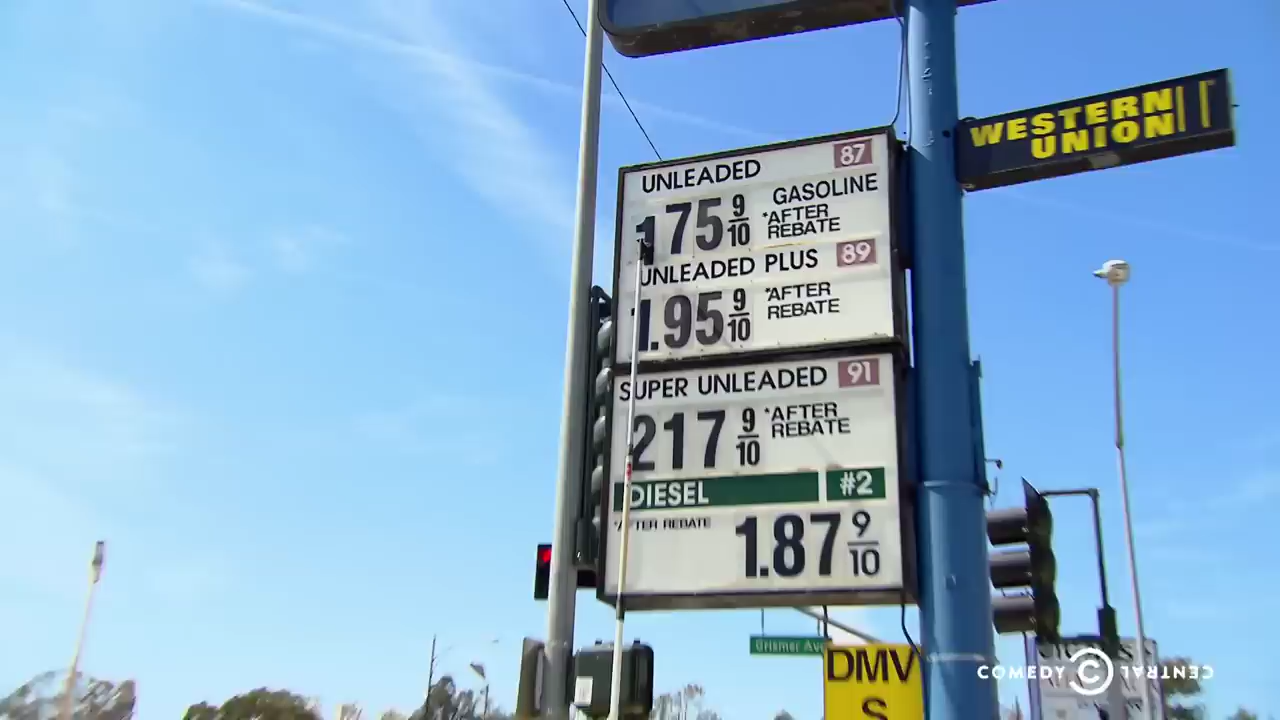 WESTERN
UNION
UNLEADED 87
GASOLINE
175 9/10 *AFTER
REBATE
UNLEADED PLUS 89
1.95 9/10 *AFTER
REBATE
SUPER UNLEADED 91
217 9/10 *AFTER
REBATE
DIESEL #2
*AFTER REBATE 1.87 9/10
Grismer Ave
DMV
S
COMEDY CENTRAL